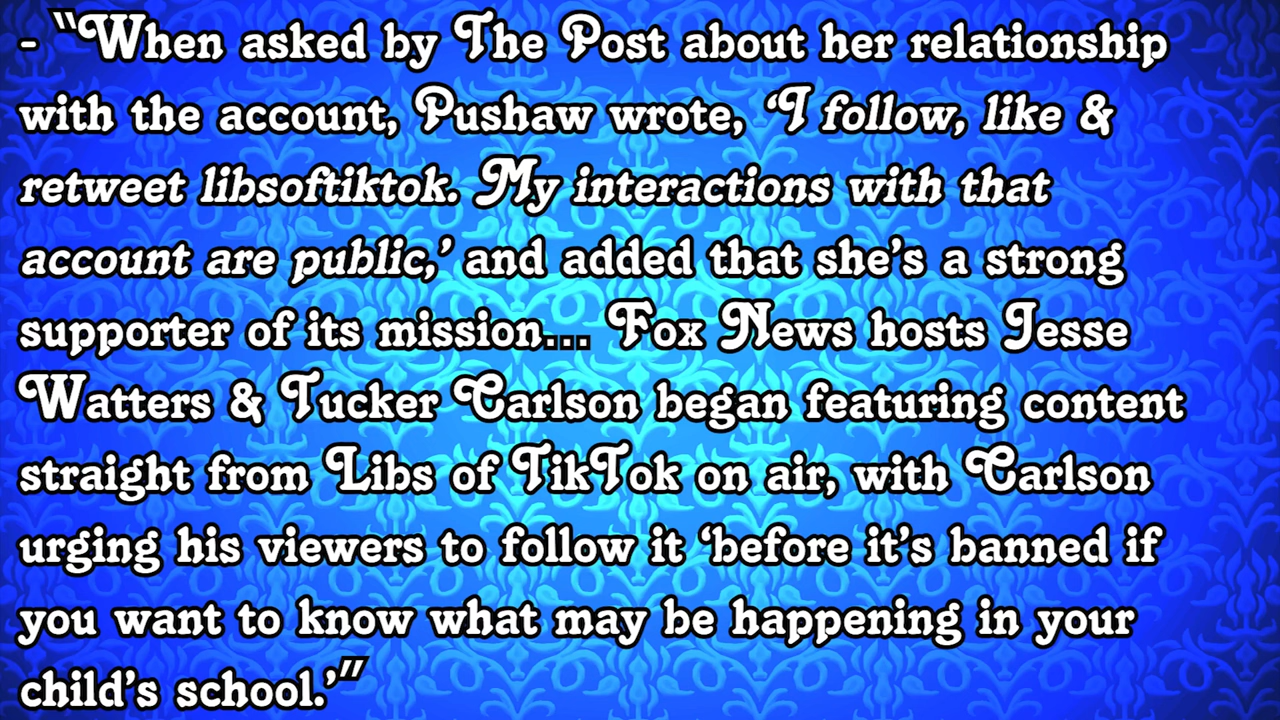 - “When asked by The Post about her relationship
with the account, Pushaw wrote, ‘I follow, like &
retweet libsoftiktok. My interactions with that
account are public,’ and added that she’s a strong
supporter of its mission... Fox News hosts Jesse
Watters & Tucker Carlson began featuring content
straight from Libs of TikTok on air, with Carlson
urging his viewers to follow it ‘before it’s banned if
you want to know what may be happening in your
child’s school.’”